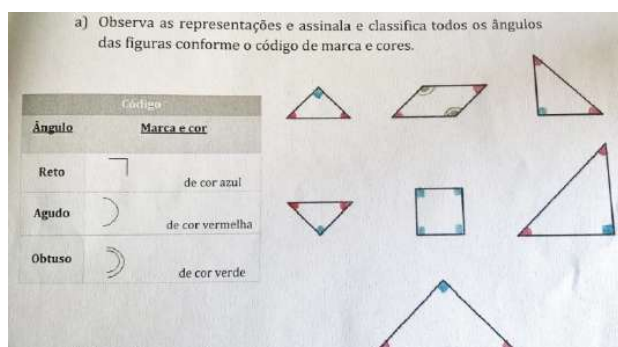 a) Observa as representações e assinala e classifica todos os ângulos
das figuras conforme o código de marca e cores.
Código
Ângulo Marca e cor
Reto de cor azul
Agudo de cor vermelha
Obtuso de cor verde